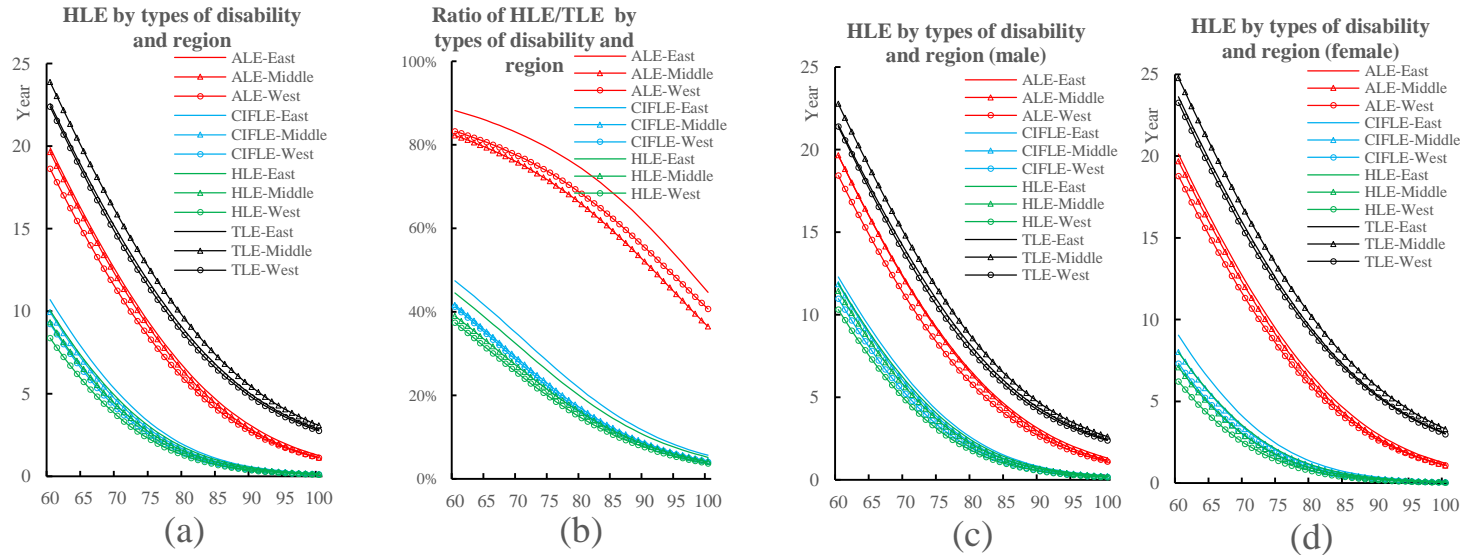 HLE by types of disability
and region
25
20
15
10
5
0
Year
ALE-East
ALE-Middle
ALE-West
CIFLE-East
CIFLE-Middle
CIFLE-West
HLE-East
HLE-Middle
HLE-West
TLE-East
TLE-Middle
TLE-West
60 65 70 75 80 85 90 95 100
(a)
Ratio of HLE/TLE by
types of disability and
region
100%
80%
60%
40%
20%
0%
ALE-East
ALE-Middle
ALE-West
CIFLE-East
CIFLE-Middle
CIFLE-West
HLE-East
HLE-Middle
HLE-West
60 65 70 75 80 85 90 95 100
(b)
HLE by types of disability
and region (male)
25
20
15
10
5
0
Year
ALE-East
ALE-Middle
ALE-West
CIFLE-East
CIFLE-Middle
CIFLE-West
HLE-East
HLE-Middle
HLE-West
TLE-East
TLE-Middle
TLE-West
60 65 70 75 80 85 90 95 100
(c)
HLE by types of disability
and region (female)
25
20
15
10
5
0
Year
ALE-East
ALE-Middle
ALE-West
CIFLE-East
CIFLE-Middle
CIFLE-West
HLE-East
HLE-Middle
HLE-West
TLE-East
TLE-Middle
TLE-West
60 65 70 75 80 85 90 95 100
(d)